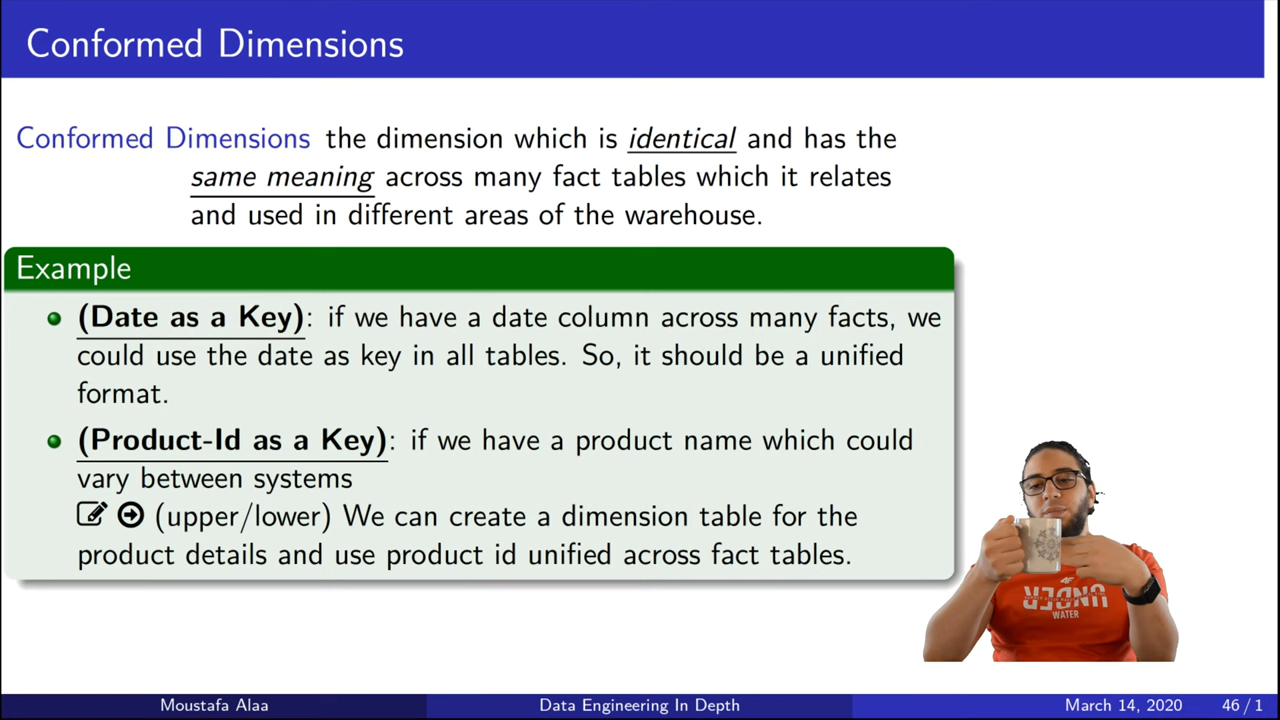 Conformed Dimensions
Conformed Dimensions the dimension which is identical and has the
same meaning across many fact tables which it relates
and used in different areas of the warehouse.
Example
(Date as a Key): if we have a date column across many facts, we
could use the date as key in all tables. So, it should be a unified
format.
(Product-Id as a Key): if we have a product name which could
vary between systems
(upper/lower) We can create a dimension table for the
product details and use product id unified across fact tables.
UNDER
WATER
Moustafa Alaa Data Engineering In Depth March 14, 2020 46 / 1